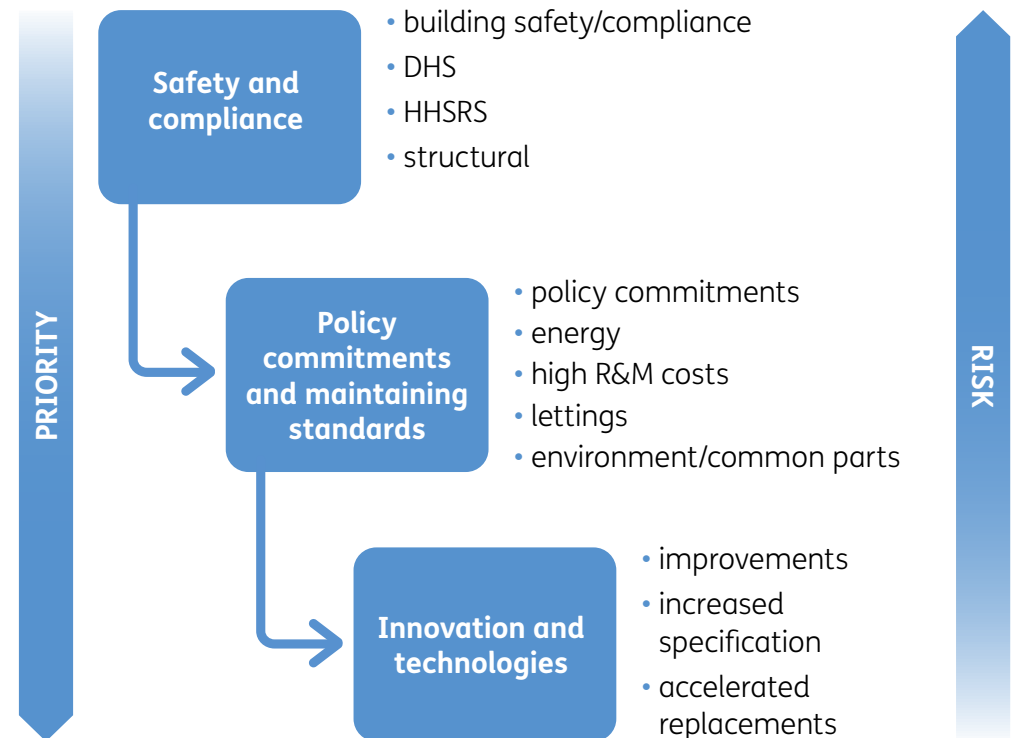 PRIORITY
Safety and
compliance
• building safety/compliance
• DHS
• HHSRS
• structural
Policy
commitments
and maintaining
standards
• policy commitments
• energy
• high R&M costs
• lettings
• environment/common parts
Innovation and
technologies
• improvements
• increased
specification
• accelerated
replacements
RISK